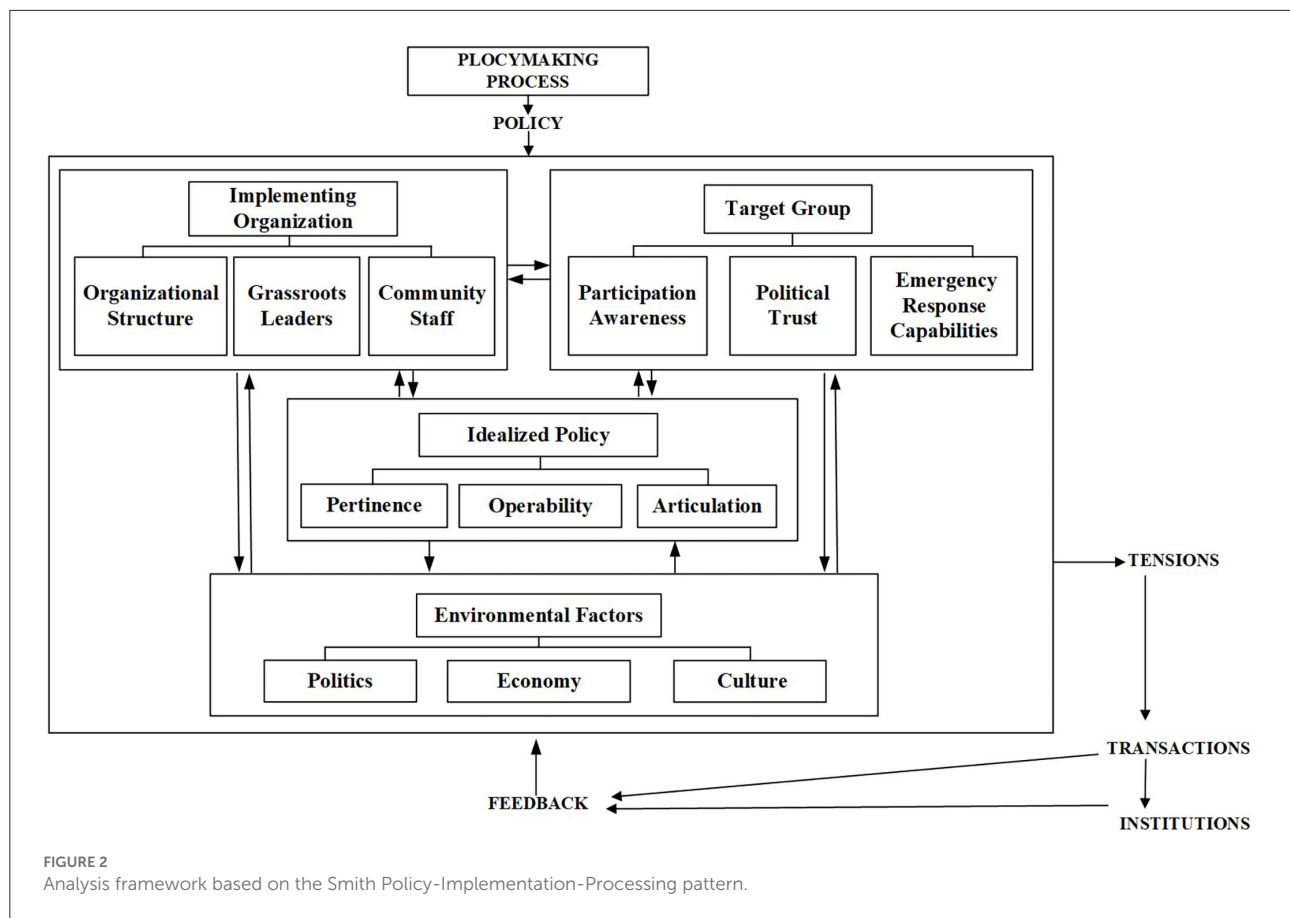 PLOCYMAKING
PROCESS
POLICY
Implementing
Organization
Organizational
Structure
Grassroots
Leaders
Community
Staff
Target Group
Participation
Awareness
Political
Trust
Emergency
Response
Capabilities
Idealized Policy
Pertinence
Operability
Articulation
Environmental Factors
Politics
Economy
Culture
TENSIONS
TRANSACTIONS
FEEDBACK
INSTITUTIONS
FIGURE 2
Analysis framework based on the Smith Policy-Implementation-Processing pattern.